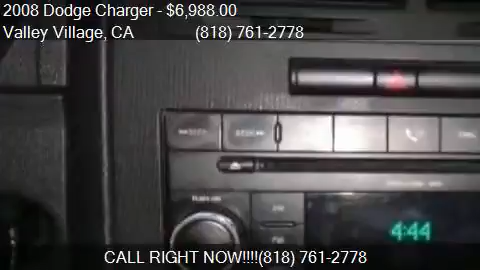 2008 Dodge Charger - $6,988.00
Valley Village, CA (818) 761-2778
4:44
CALL RIGHT NOW!!!!(818) 761-2778